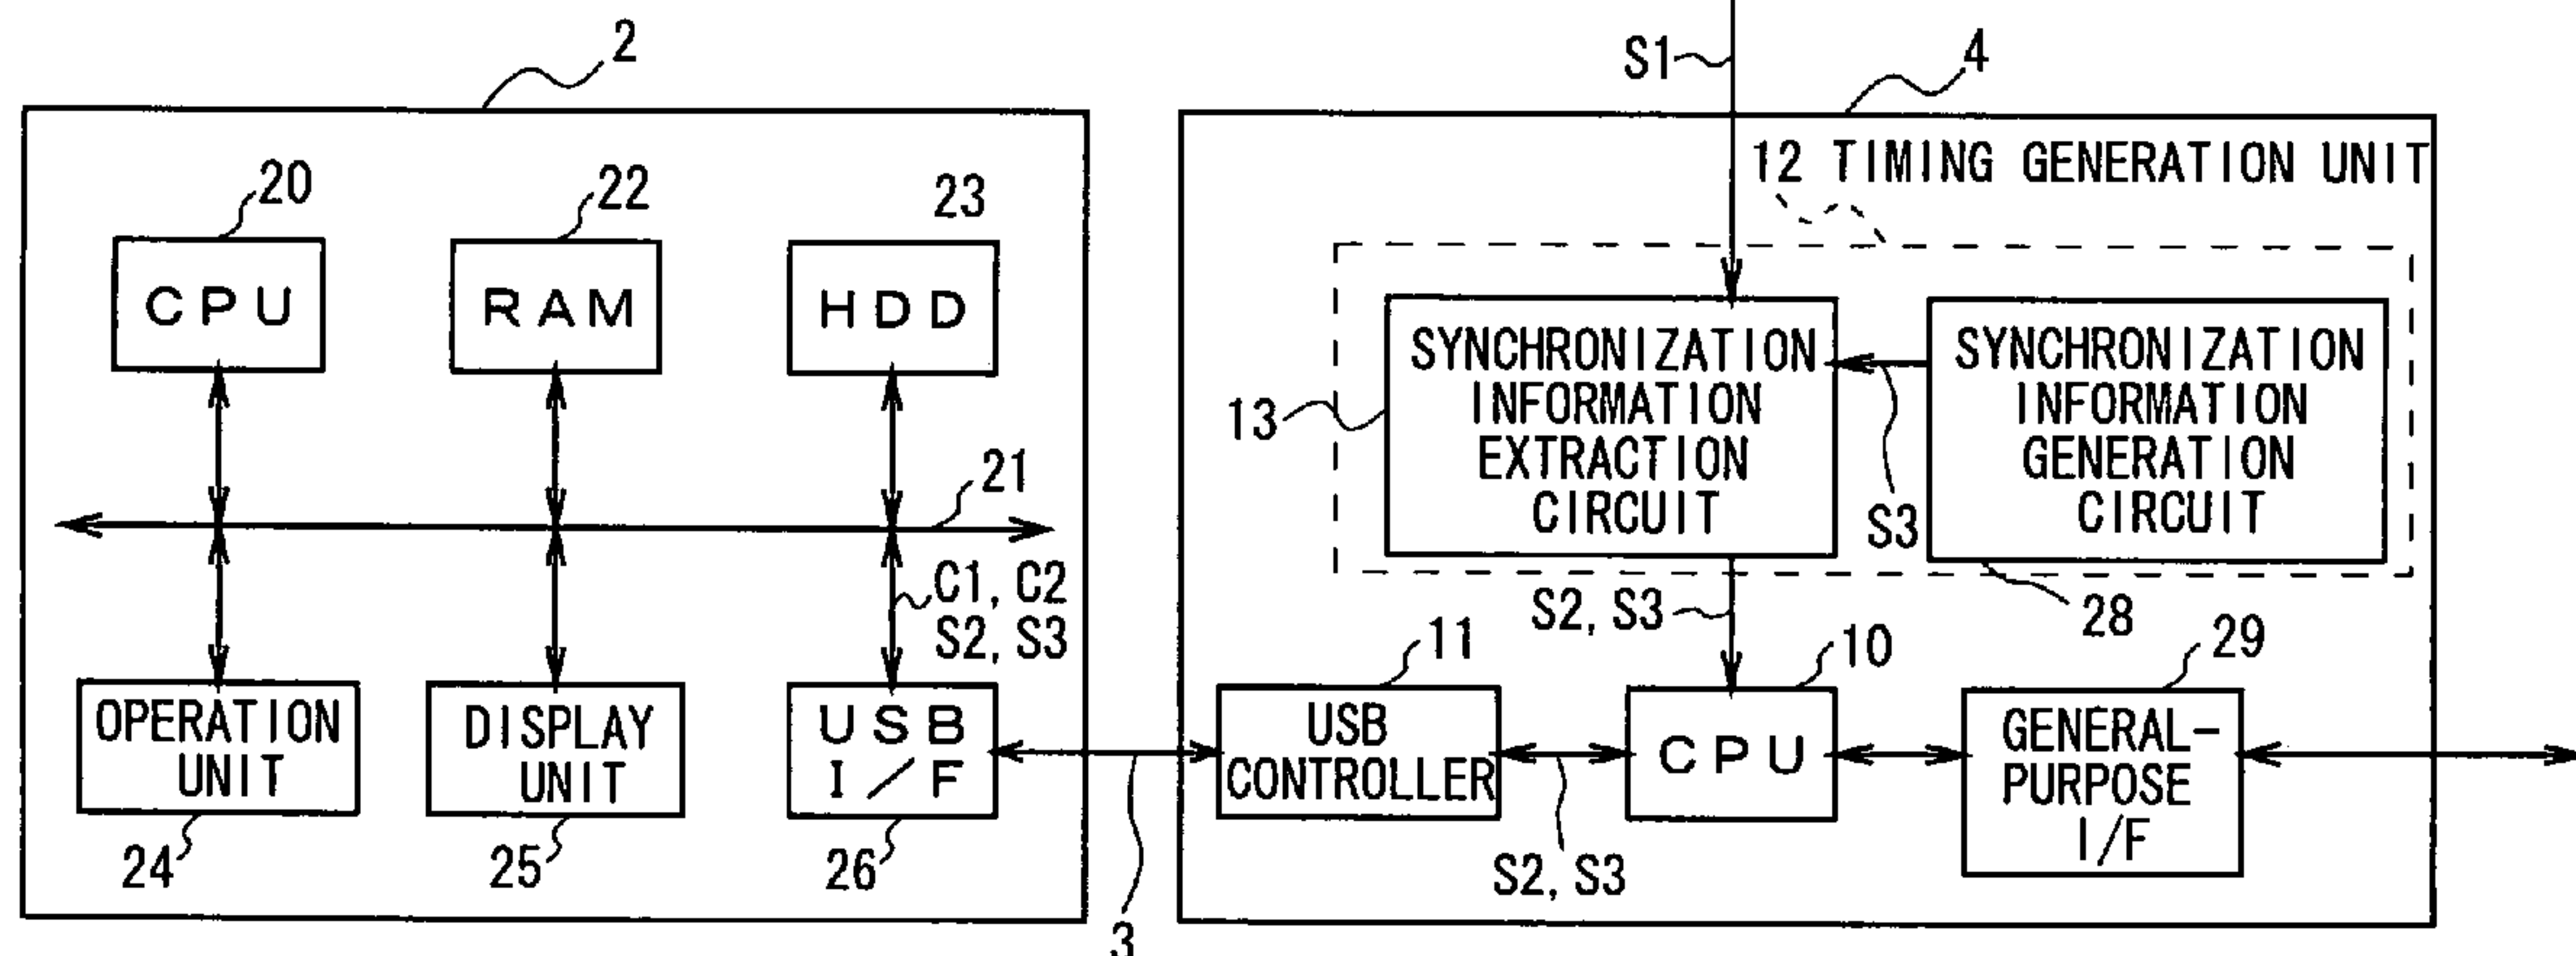 2
20
22
23
CPU
RAM
HDD
21
C1, C2
S2, S3
OPERATION
UNIT
DISPLAY
UNIT
USB
I/F
24
25
26
3
S1
4
12 TIMING GENERATION UNIT
SYNCHRONIZATION
INFORMATION
EXTRACTION
CIRCUIT
SYNCHRONIZATION
INFORMATION
GENERATION
CIRCUIT
13
S3
28
S2, S3
11
10
29
USB
CONTROLLER
CPU
GENERAL-
PURPOSE
I/F
S2, S3